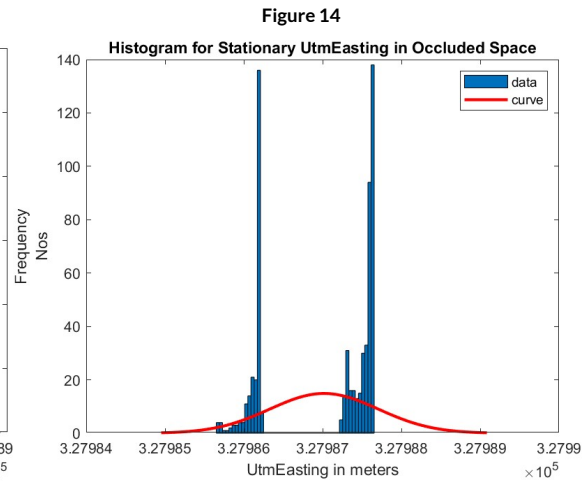 Figure 14
Histogram for Stationary UtmEasting in Occluded Space
140
120
100
80
60
40
20
0
Frequency
Nos
data
curve
89
5
3.27984 3.27985 3.27986 3.27987 3.27988 3.27989 3.2799
UtmEasting in meters
×10⁵